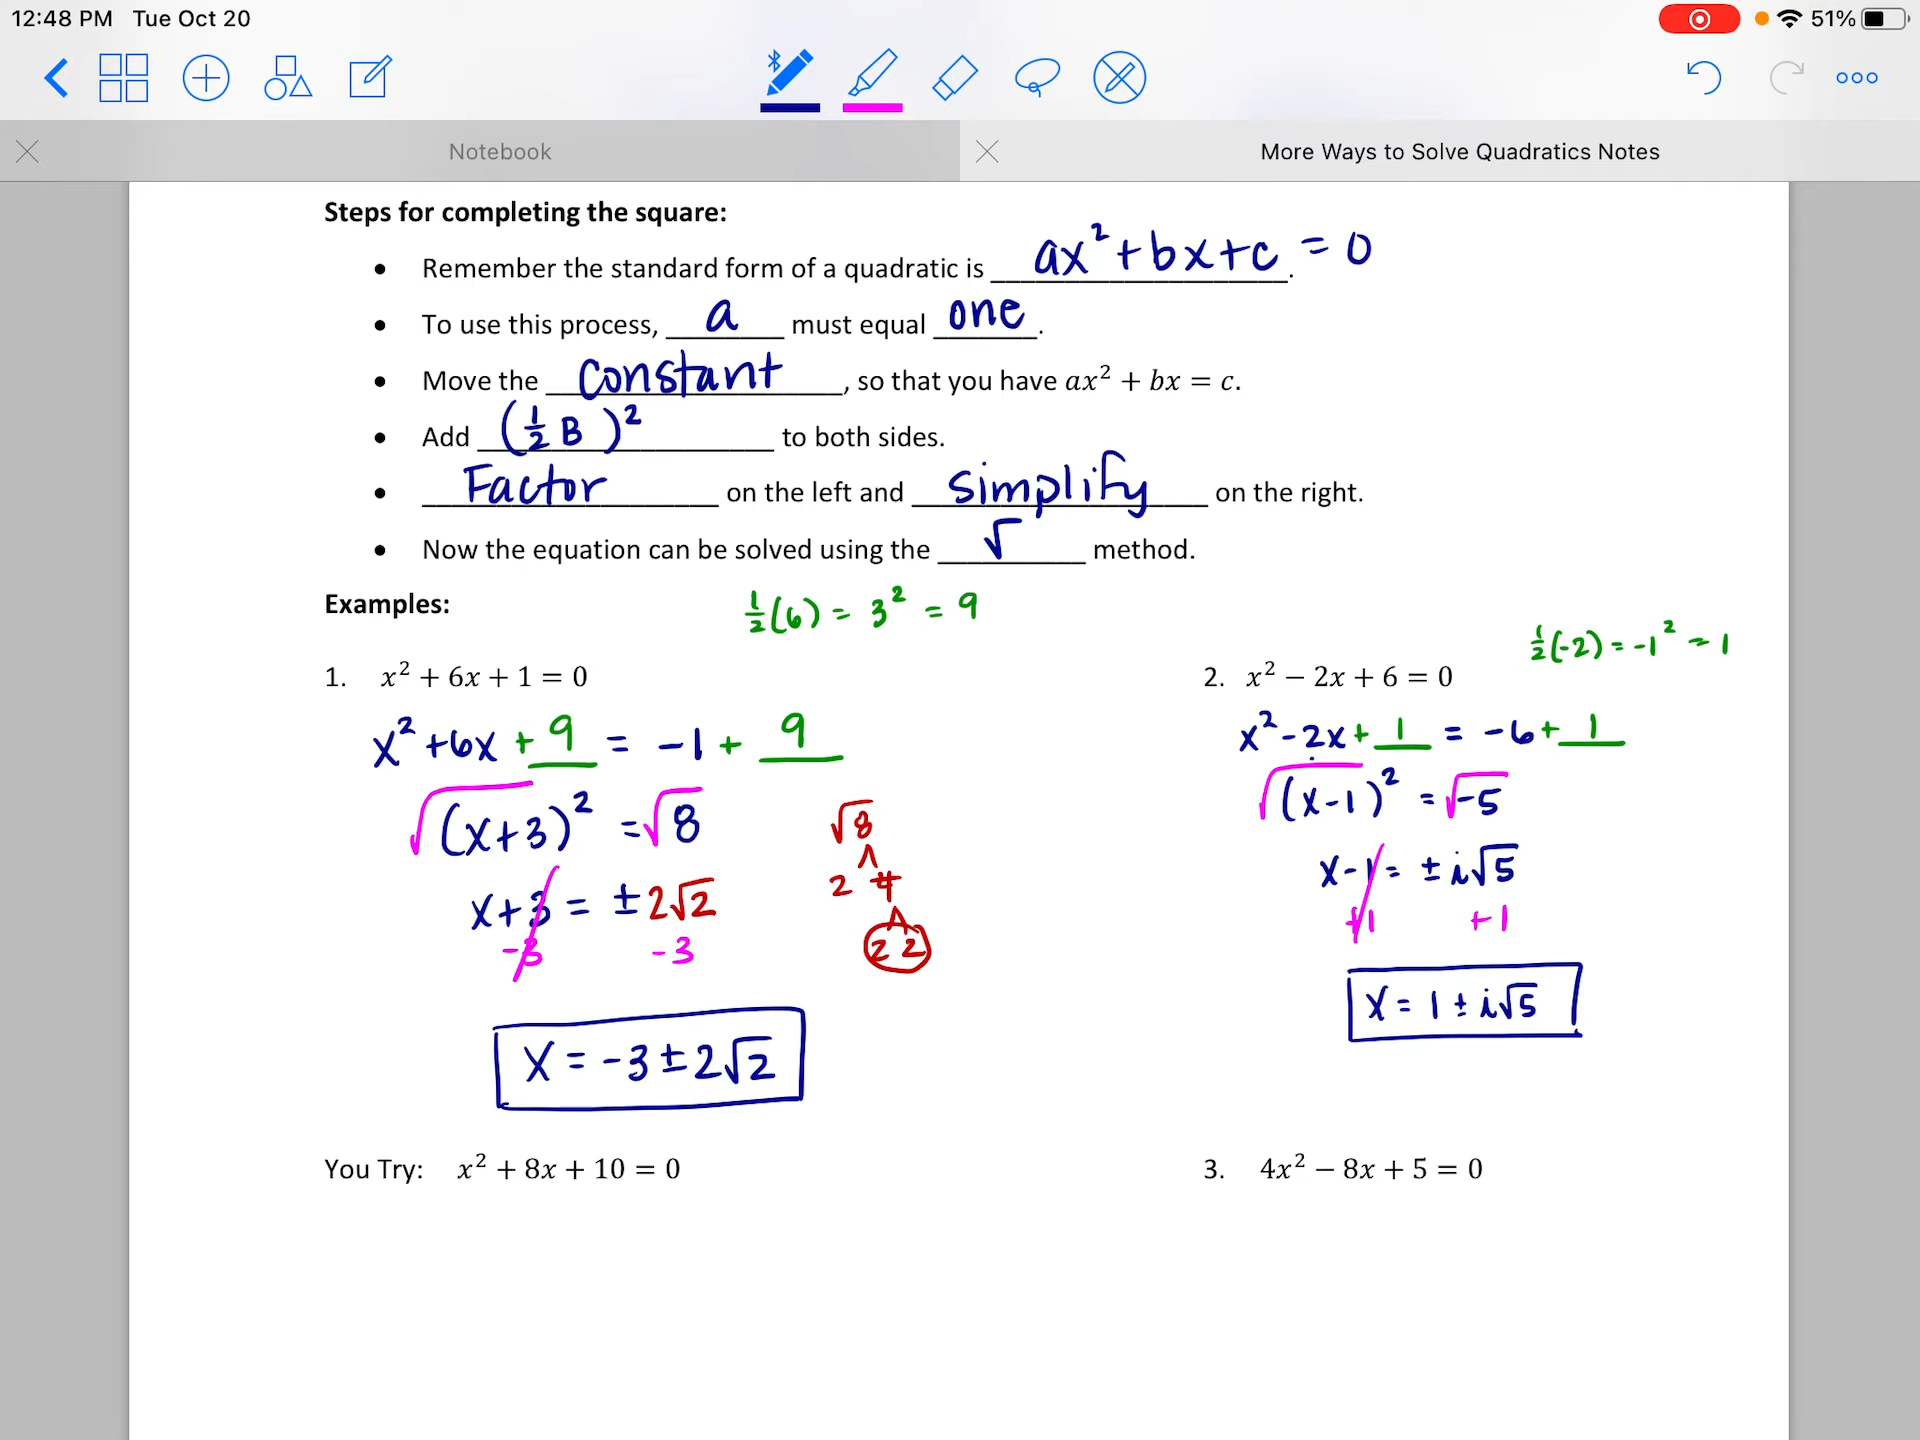 12:48 PM Tue Oct 20 51%
Notebook
More Ways to Solve Quadratics Notes
Steps for completing the square:
• Remember the standard form of a quadratic is ax² + bx + c = 0.
• To use this process, a must equal one.
• Move the constant, so that you have ax² + bx = c.
• Add (½ B)² to both sides.
• Factor on the left and simplify on the right.
• Now the equation can be solved using the √ method.
Examples:
½(6) = 3² = 9
1. x² + 6x + 1 = 0
x² + 6x + 9 = -1 + 9
√(x+3)² = √8
x+3 = ±2√2
-3 -3
√8
2 4
2 2
x = -3 ± 2√2
½(-2) = -1² = 1
2. x² − 2x + 6 = 0
x² - 2x + 1 = -6 + 1
√(x-1)² = √-5
x-1 = ± i√5
+1 +1
x = 1 ± i√5
You Try: x² + 8x + 10 = 0
3. 4x² − 8x + 5 = 0